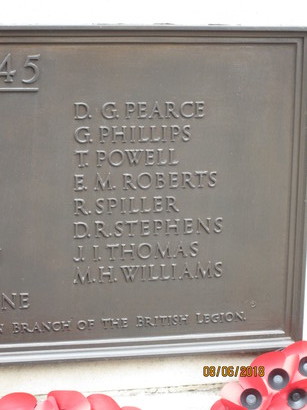 45
D. G. PEARCE
G. PHILLIPS
T. POWELL
E. M. ROBERTS
R. SPILLER
D. R. STEPHENS
J. I. THOMAS
M. H. WILLIAMS
NE
BRANCH OF THE BRITISH LEGION.
08/06/2018